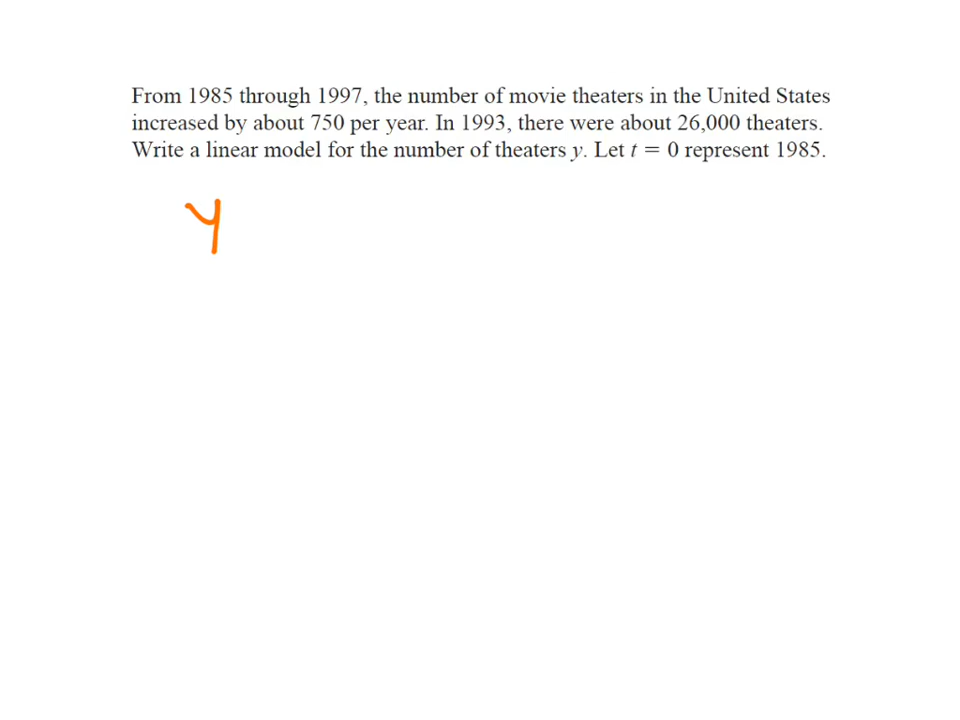 From 1985 through 1997, the number of movie theaters in the United States
increased by about 750 per year. In 1993, there were about 26,000 theaters.
Write a linear model for the number of theaters y. Let t = 0 represent 1985.
y